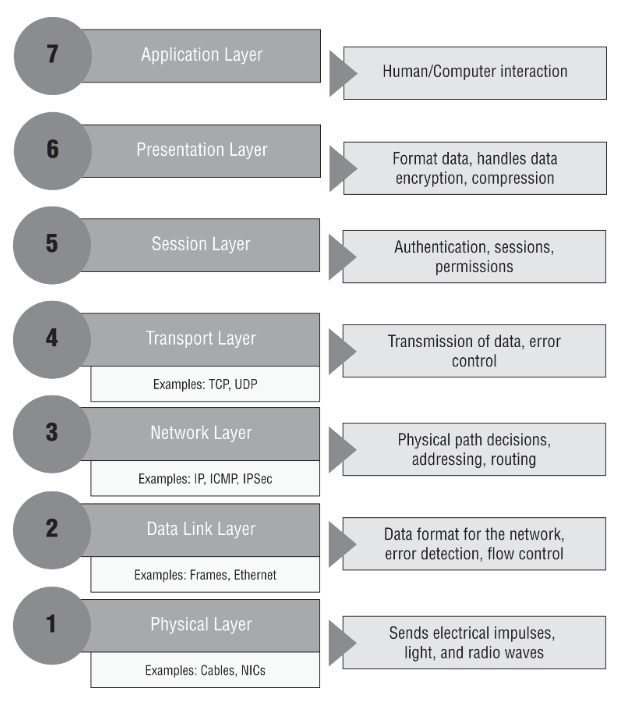 7
Application Layer
Human/Computer interaction
6
Presentation Layer
Format data, handles data
encryption, compression
5
Session Layer
Authentication, sessions,
permissions
4
Transport Layer
Examples: TCP, UDP
Transmission of data, error
control
3
Network Layer
Examples: IP, ICMP, IPSec
Physical path decisions,
addressing, routing
2
Data Link Layer
Examples: Frames, Ethernet
Data format for the network,
error detection, flow control
1
Physical Layer
Examples: Cables, NICs
Sends electrical impulses,
light, and radio waves